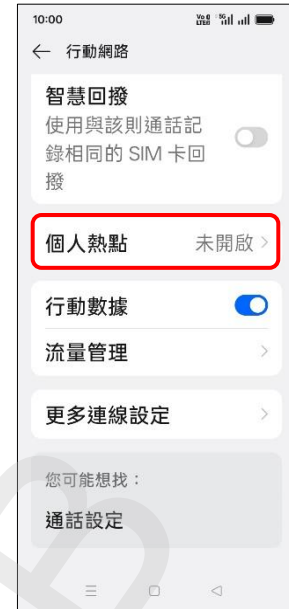 10:00
行動網路
智慧回撥
使用與該則通話記
錄相同的 SIM 卡回
撥
個人熱點 未開啟
行動數據
流量管理
更多連線設定
您可能想找：
通話設定